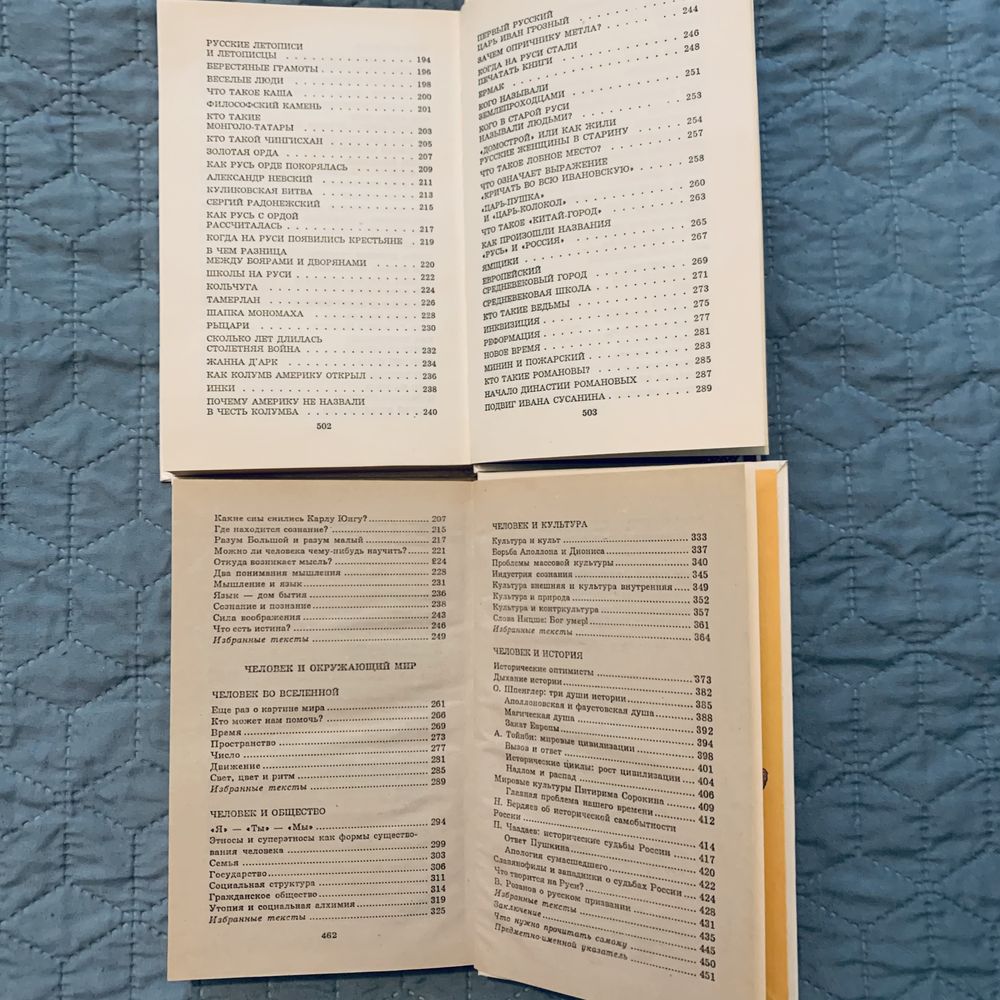 РУССКИЕ ЛЕТОПИСИ
И ЛЕТОПИСЦЫ . . . . . . . . . . . . 194
БЕРЕСТЯНЫЕ ГРАМОТЫ . . . . . . . . 196
ВЕСЕЛЫЕ ЛЮДИ . . . . . . . . . . . 198
ЧТО ТАКОЕ КАША . . . . . . . . . . 200
ФИЛОСОФСКИЙ КАМЕНЬ . . . . . . . . 201
КТО ТАКИЕ
МОНГОЛО-ТАТАРЫ . . . . . . . . . . 203
КТО ТАКОЙ ЧИНГИСХАН . . . . . . . . 205
ЗОЛОТАЯ ОРДА . . . . . . . . . . . 207
КАК РУСЬ ОРДЕ ПОКОРЯЛАСЬ . . . . . 209
АЛЕКСАНДР НЕВСКИЙ . . . . . . . . . 211
КУЛИКОВСКАЯ БИТВА . . . . . . . . . 213
СЕРГИЙ РАДОНЕЖСКИЙ . . . . . . . . 215
КАК РУСЬ С ОРДОЙ
РАССЧИТАЛАСЬ . . . . . . . . . . . 217
КОГДА НА РУСИ ПОЯВИЛИСЬ КРЕСТЬЯНЕ . 219
В ЧЕМ РАЗНИЦА
МЕЖДУ БОЯРАМИ И ДВОРЯНАМИ . . . . . 220
ШКОЛЫ НА РУСИ . . . . . . . . . . . 222
КОЛЬЧУГА . . . . . . . . . . . . . 224
ТАМЕРЛАН . . . . . . . . . . . . . 226
ШАПКА МОНОМАХА . . . . . . . . . . 228
РЫЦАРИ . . . . . . . . . . . . . . 230
СКОЛЬКО ЛЕТ ДЛИЛАСЬ
СТОЛЕТНЯЯ ВОЙНА . . . . . . . . . . 232
ЖАННА Д'АРК . . . . . . . . . . . . 234
КАК КОЛУМБ АМЕРИКУ ОТКРЫЛ . . . . . 236
ИНКИ . . . . . . . . . . . . . . . 238
ПОЧЕМУ АМЕРИКУ НЕ НАЗВАЛИ
В ЧЕСТЬ КОЛУМБА . . . . . . . . . . 240
502
ПЕРВЫЙ РУССКИЙ
ЦАРЬ ИВАН ГРОЗНЫЙ . . . . . . . . . 244
ЗАЧЕМ ОПРИЧНИКУ МЕТЛА? . . . . . . 246
КОГДА НА РУСИ СТАЛИ
ПЕЧАТАТЬ КНИГИ . . . . . . . . . . 248
ЕРМАК . . . . . . . . . . . . . . . 251
КОГО НАЗЫВАЛИ
ЗЕМЛЕПРОХОДЦАМИ . . . . . . . . . . 253
КОГО В СТАРОЙ РУСИ
НАЗЫВАЛИ ЛЮДЬМИ? . . . . . . . . . 254
«ДОМОСТРОЙ» ИЛИ КАК ЖИЛИ
РУССКИЕ ЖЕНЩИНЫ В СТАРИНУ . . . . . 257
ЧТО ТАКОЕ ЛОБНОЕ МЕСТО? . . . . . . 258
ЧТО ОЗНАЧАЕТ ВЫРАЖЕНИЕ
«КРИЧАТЬ ВО ВСЮ ИВАНОВСКУЮ» . . . . 260
«ЦАРЬ-ПУШКА»
И «ЦАРЬ-КОЛОКОЛ» . . . . . . . . . 263
ЧТО ТАКОЕ «КИТАЙ-ГОРОД» . . . . . . 265
КАК ПРОИЗОШЛИ НАЗВАНИЯ
«РУСЬ» И «РОССИЯ» . . . . . . . . . 267
ЯМЩИКИ . . . . . . . . . . . . . . 269
ЕВРОПЕЙСКИЙ
СРЕДНЕВЕКОВЫЙ ГОРОД . . . . . . . . 271
СРЕДНЕВЕКОВАЯ ШКОЛА . . . . . . . . 273
КТО ТАКИЕ ВЕДЬМЫ . . . . . . . . . 275
ИНКВИЗИЦИЯ . . . . . . . . . . . . 277
РЕФОРМАЦИЯ . . . . . . . . . . . . 281
НОВОЕ ВРЕМЯ . . . . . . . . . . . . 283
МИНИН И ПОЖАРСКИЙ . . . . . . . . . 285
КТО ТАКИЕ РОМАНОВЫ? . . . . . . . .
НАЧАЛО ДИНАСТИИ РОМАНОВЫХ . . . . . 287
ПОДВИГ ИВАНА СУСАНИНА . . . . . . . 289
503
Какие сны снились Карлу Юнгу? ........ 207
Где находится сознание? ........ 215
Разум Большой и разум малый ........ 217
Можно ли человека чему-нибудь научить? ........ 221
Откуда возникает мысль? ........ 224
Два понимания мышления ........ 228
Мышление и язык ........ 231
Язык — дом бытия ........ 236
Сознание и познание ........ 238
Сила воображения ........ 243
Что есть истина? ........ 246
Избранные тексты ........ 249
ЧЕЛОВЕК И ОКРУЖАЮЩИЙ МИР
ЧЕЛОВЕК ВО ВСЕЛЕННОЙ
Еще раз о картине мира ........ 261
Кто может нам помочь? ........ 266
Время ........ 269
Пространство ........ 273
Число ........ 277
Движение ........ 281
Свет, цвет и ритм ........ 285
Избранные тексты ........ 289
ЧЕЛОВЕК И ОБЩЕСТВО
«Я» — «Ты» — «Мы» ........ 294
Этносы и суперэтносы как формы существо-
вания человека ........ 299
Семья ........ 303
Государство ........ 306
Социальная структура ........ 311
Гражданское общество ........ 314
Утопия и социальная алхимия ........ 319
Избранные тексты ........ 325
462
ЧЕЛОВЕК И КУЛЬТУРА
Культура и культ ........ 333
Борьба Аполлона и Диониса ........ 337
Проблемы массовой культуры ........ 340
Индустрия сознания ........ 345
Культура внешняя и культура внутренняя ........ 349
Культура и природа ........ 352
Культура и контркультура ........ 357
Слова Ницше: Бог умер! ........ 361
Избранные тексты ........ 364
ЧЕЛОВЕК И ИСТОРИЯ
Исторические оптимисты ........ 373
Дыхание истории ........ 382
О. Шпенглер: три души истории ........ 385
Аполлоновская и фаустовская душа ........ 388
Магическая душа ........ 392
Закат Европы ........ 394
А. Тойнби: мировые цивилизации ........ 398
Вызов и ответ ........ 401
Исторические циклы: рост цивилизации ........ 404
Надлом и распад ........ 406
Мировые культуры Питирима Сорокина ........ 409
Главная проблема нашего времени ........ 412
Н. Бердяев об исторической самобытности
России ........ 414
П. Чаадаев: исторические судьбы России ........ 417
Ответ Пушкина ........ 420
Апология сумасшедшего ........ 422
Славянофилы и западники о судьбах России ........ 424
Что творится на Руси? ........ 428
В. Розанов о русском призвании ........ 431
Избранные тексты ........ 435
Заключение ........ 445
Что нужно прочитать самому ........ 450
Предметно-именной указатель ........ 451